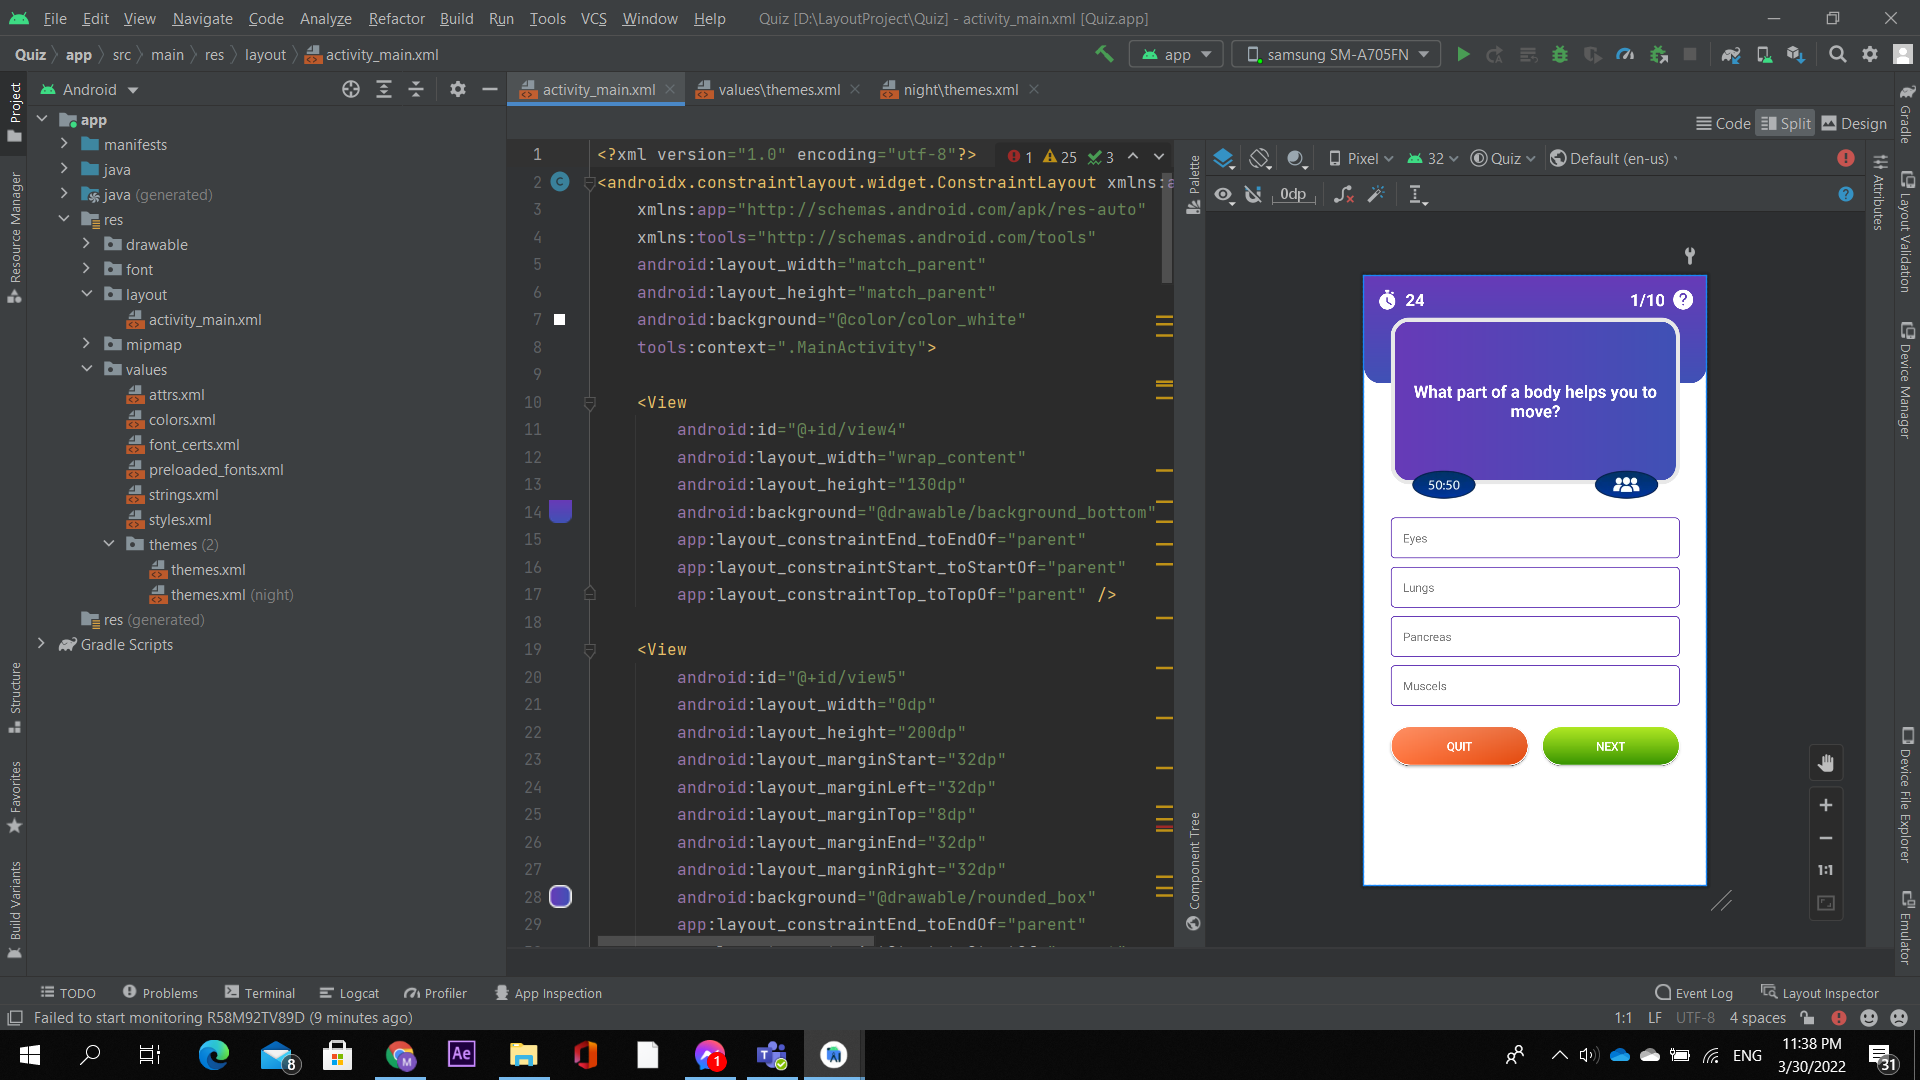 File Edit View Navigate Code Analyze Refactor Build Run Tools VCS Window Help Quiz [D:\LayoutProject\Quiz] - activity_main.xml [Quiz.app]
Quiz app src main res layout activity_main.xml app samsung SM-A705FN
Android activity_main.xml values\themes.xml night\themes.xml
Code Split Design
Project
Resource Manager
Structure
Favorites
Build Variants
app
manifests
java
java (generated)
res
drawable
font
layout
activity_main.xml
mipmap
values
attrs.xml
colors.xml
font_certs.xml
preloaded_fonts.xml
strings.xml
styles.xml
themes (2)
themes.xml
themes.xml (night)
res (generated)
Gradle Scripts
1 <?xml version="1.0" encoding="utf-8"?> 1 25 3
2 <androidx.constraintlayout.widget.ConstraintLayout xmlns:a
3 xmlns:app="http://schemas.android.com/apk/res-auto"
4 xmlns:tools="http://schemas.android.com/tools"
5 android:layout_width="match_parent"
6 android:layout_height="match_parent"
7 android:background="@color/color_white"
8 tools:context=".MainActivity">
9
10 <View
11 android:id="@+id/view4"
12 android:layout_width="wrap_content"
13 android:layout_height="130dp"
14 android:background="@drawable/background_bottom"
15 app:layout_constraintEnd_toEndOf="parent"
16 app:layout_constraintStart_toStartOf="parent"
17 app:layout_constraintTop_toTopOf="parent" />
18
19 <View
20 android:id="@+id/view5"
21 android:layout_width="0dp"
22 android:layout_height="200dp"
23 android:layout_marginStart="32dp"
24 android:layout_marginLeft="32dp"
25 android:layout_marginTop="8dp"
26 android:layout_marginEnd="32dp"
27 android:layout_marginRight="32dp"
28 android:background="@drawable/rounded_box"
29 app:layout_constraintEnd_toEndOf="parent"
Palette
Component Tree
Pixel 32 Quiz Default (en-us)
0dp
24 1/10 ?
What part of a body helps you to
move?
50:50
Eyes
Lungs
Pancreas
Muscels
QUIT NEXT
1:1
Attributes
Gradle
Layout Validation
Device Manager
Device File Explorer
Emulator
TODO Problems Terminal Logcat Profiler App Inspection Event Log Layout Inspector
Failed to start monitoring R58M92TV89D (9 minutes ago) 1:1 LF UTF-8 4 spaces
8 M Ae 1 ENG 11:38 PM
3/30/2022 31